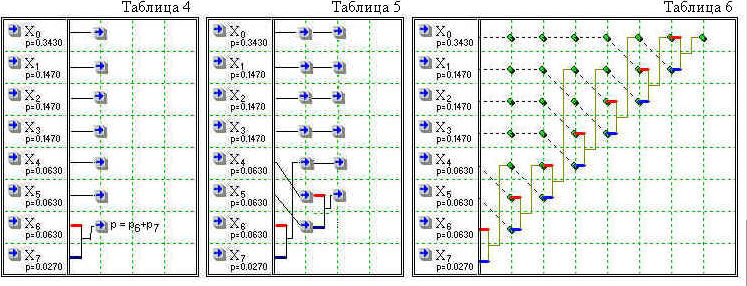 Таблица 4
X0
p=0.3430
X1
p=0.1470
X2
p=0.1470
X3
p=0.1470
X4
p=0.0630
X5
p=0.0630
X6
p=0.0630
p = p6+p7
X7
p=0.0270
Таблица 5
X0
p=0.3430
X1
p=0.1470
X2
p=0.1470
X3
p=0.1470
X4
p=0.0630
X5
p=0.0630
X6
p=0.0630
X7
p=0.0270
Таблица 6
X0
p=0.3430
X1
p=0.1470
X2
p=0.1470
X3
p=0.1470
X4
p=0.0630
X5
p=0.0630
X6
p=0.0630
X7
p=0.0270